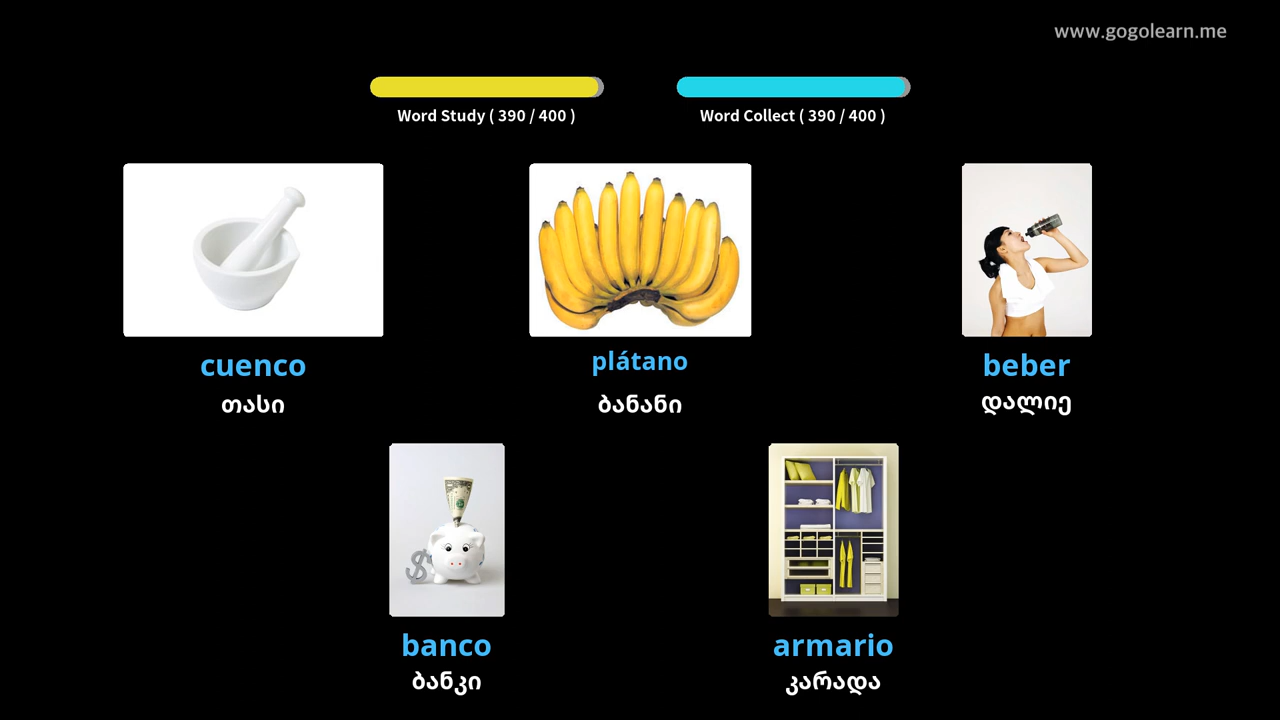 www.gogolearn.me
Word Study ( 390 / 400 )
Word Collect ( 390 / 400 )
cuenco
თასი
plátano
ბანანი
beber
დალიე
banco
ბანკი
armario
კარადა